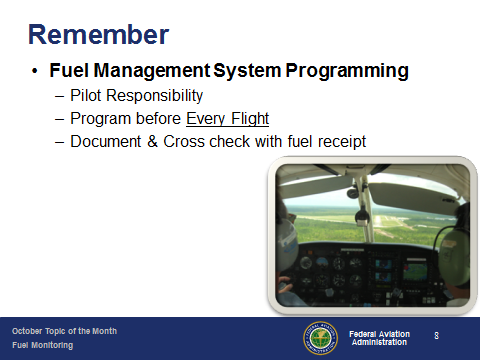 Remember
• Fuel Management System Programming
– Pilot Responsibility
– Program before Every Flight
– Document & Cross check with fuel receipt
October Topic of the Month
Fuel Monitoring
Federal Aviation
Administration
8